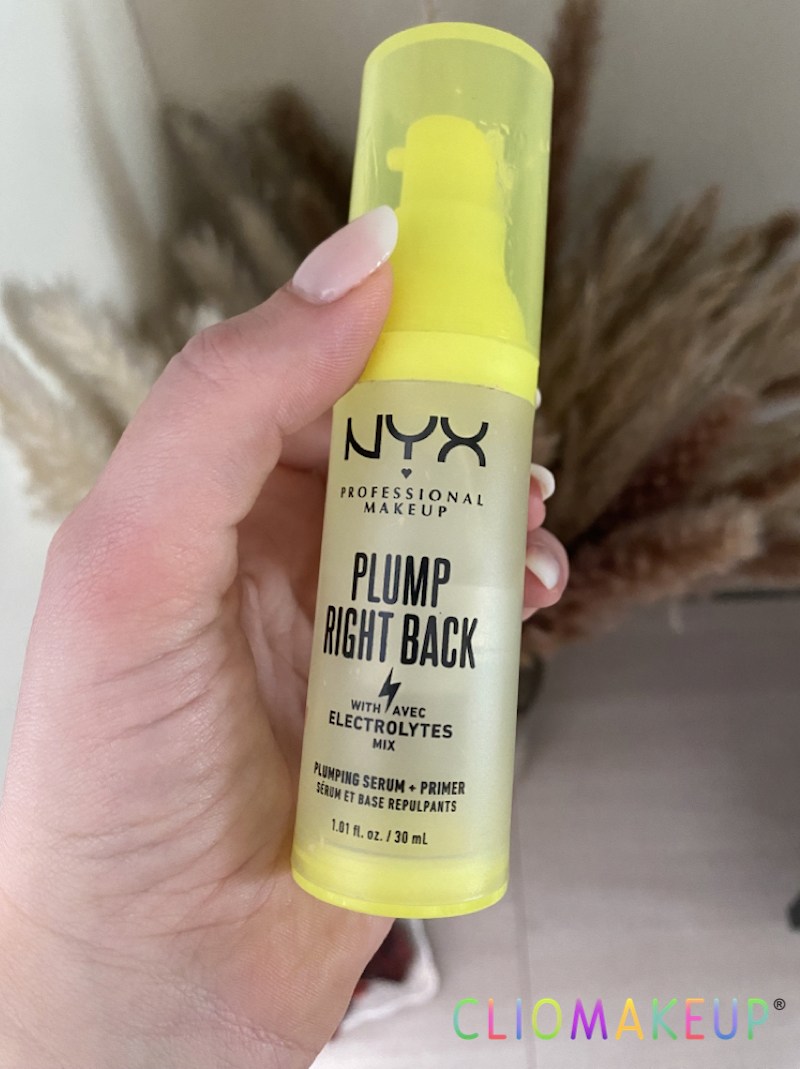 NYX
PROFESSIONAL
MAKEUP
PLUMP
RIGHT BACK
WITH AVEC
ELECTROLYTES
MIX
PLUMPING SERUM + PRIMER
SÉRUM ET BASE REPULPANTS
1.01 fl. oz. / 30 mL
CLIOMAKEUP®